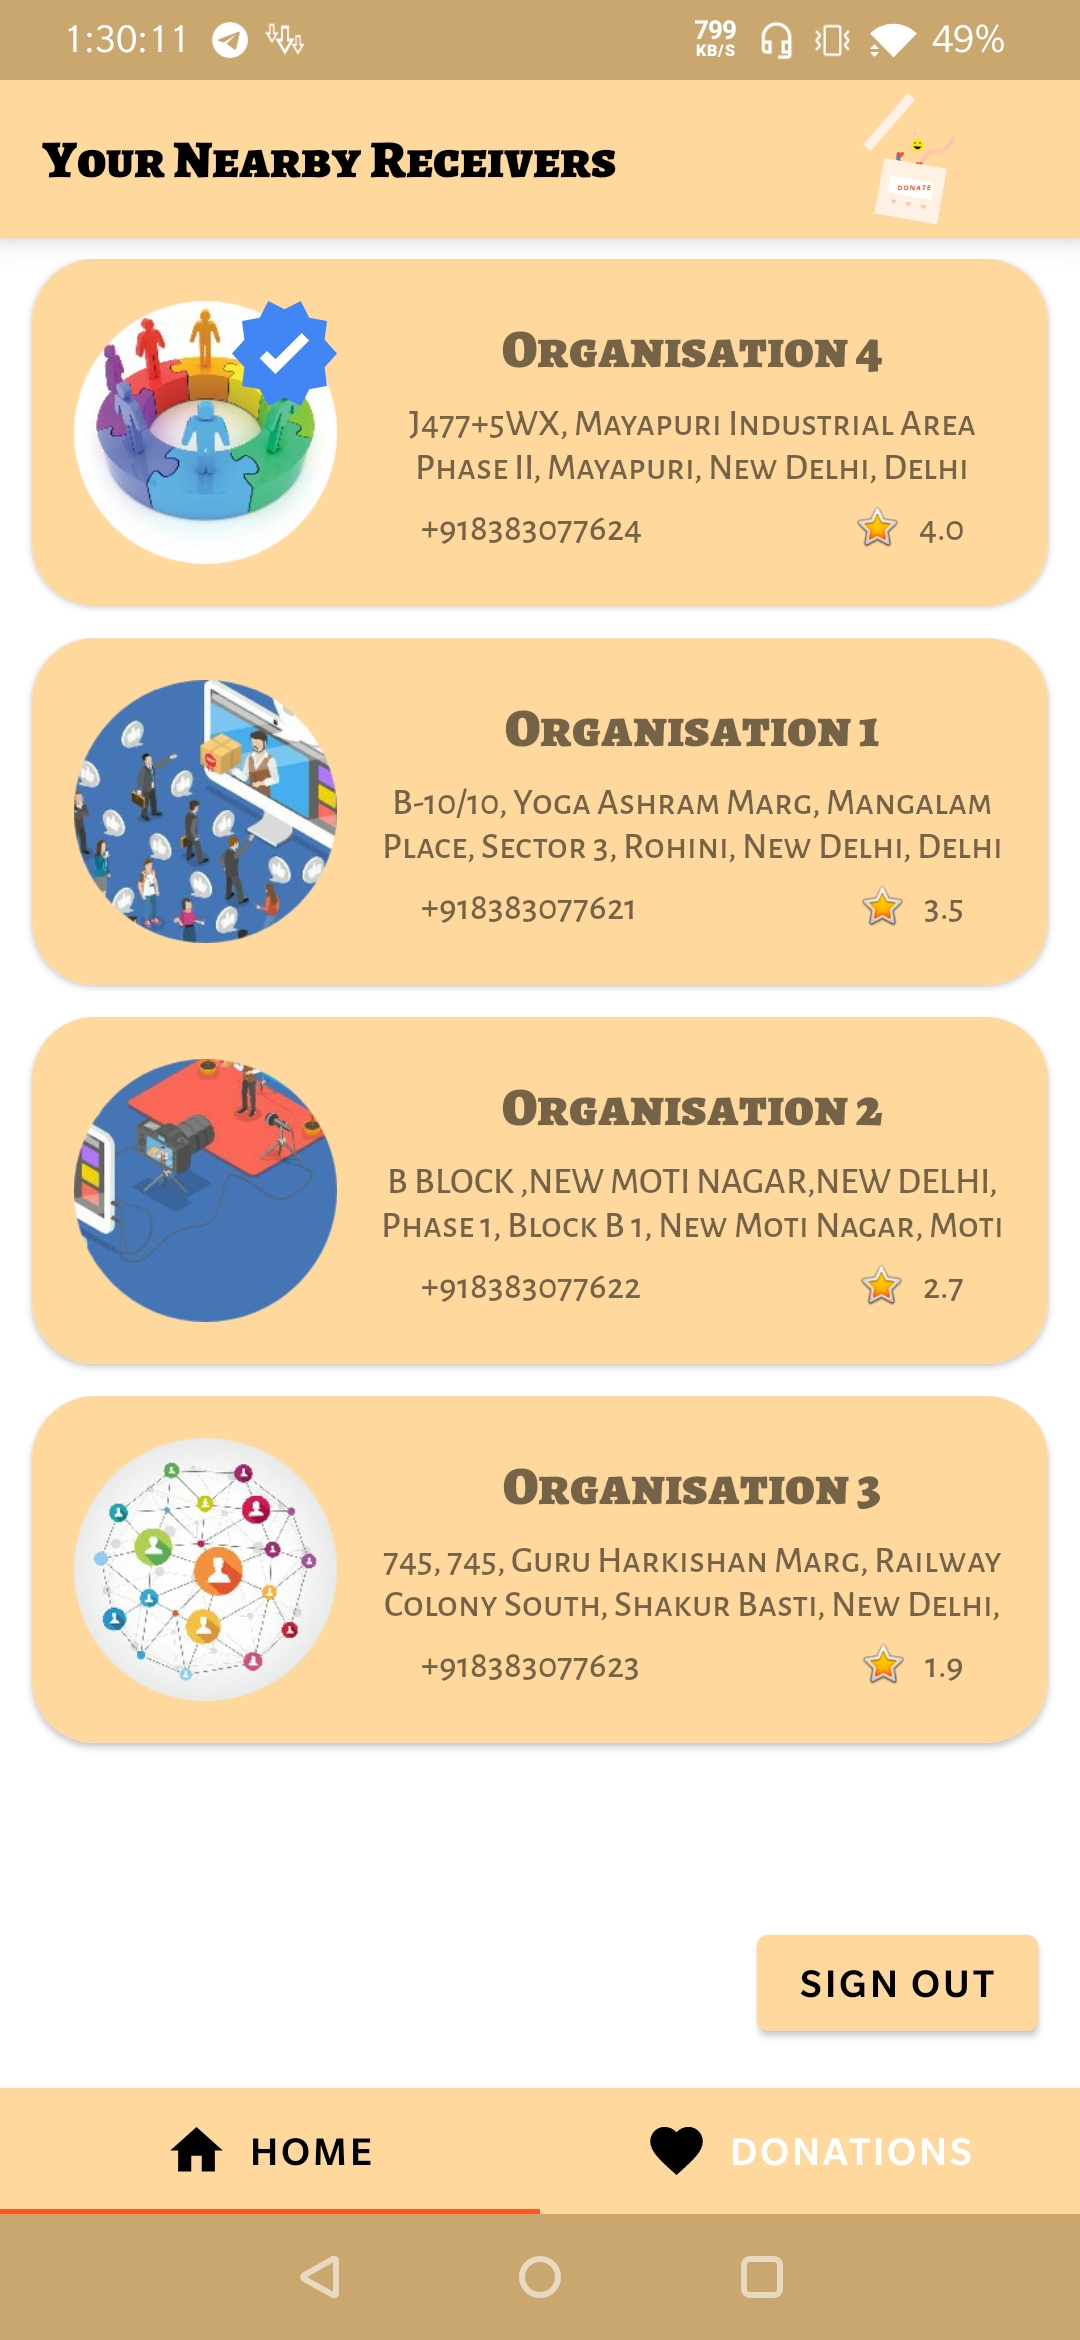 1:30:11 799 KB/S 49%
Your Nearby Receivers
DONATE
Organisation 4
J477+5WX, Mayapuri Industrial Area
Phase II, Mayapuri, New Delhi, Delhi
+918383077624 4.0
Organisation 1
B-10/10, Yoga Ashram Marg, Mangalam
Place, Sector 3, Rohini, New Delhi, Delhi
+918383077621 3.5
Organisation 2
B BLOCK ,NEW MOTI NAGAR,NEW DELHI,
Phase 1, Block B 1, New Moti Nagar, Moti
+918383077622 2.7
Organisation 3
745, 745, Guru Harkishan Marg, Railway
Colony South, Shakur Basti, New Delhi,
+918383077623 1.9
SIGN OUT
HOME DONATIONS